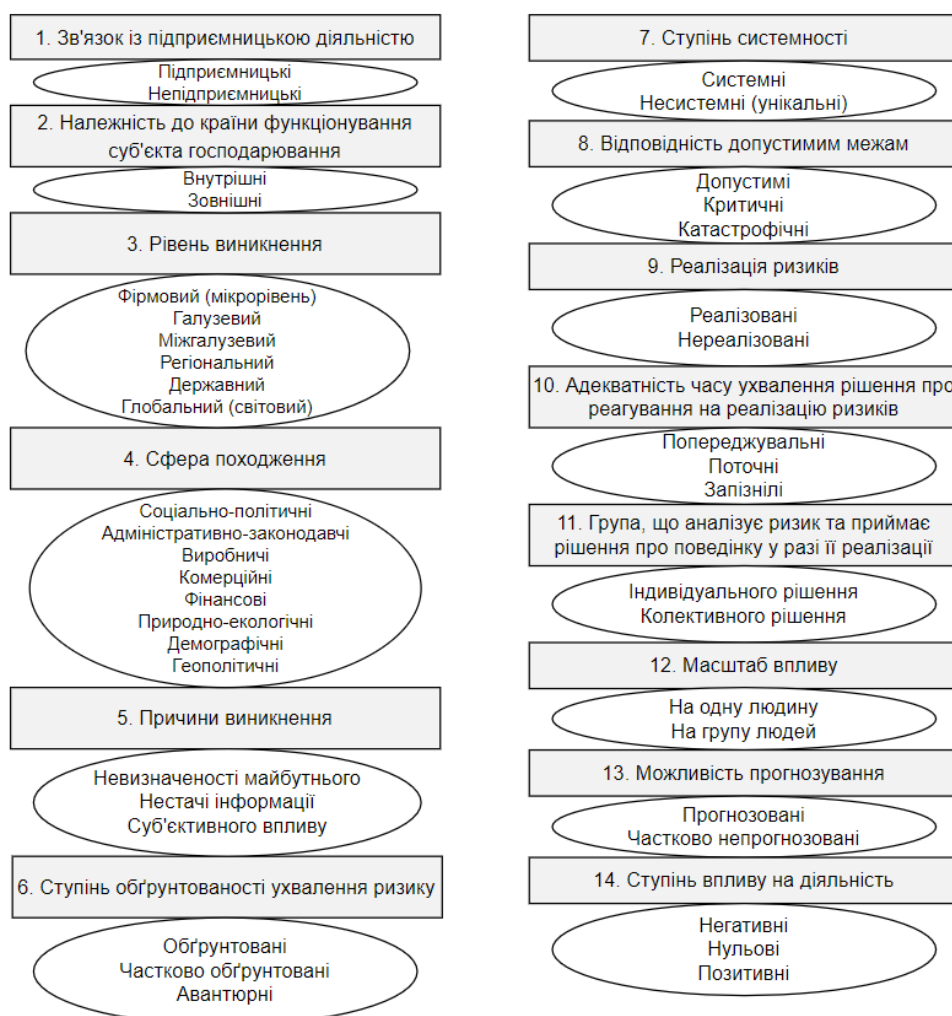 1. Зв'язок із підприємницькою діяльністю
Підприємницькі
Непідприємницькі
2. Належність до країни функціонування
суб'єкта господарювання
Внутрішні
Зовнішні
3. Рівень виникнення
Фірмовий (мікрорівень)
Галузевий
Міжгалузевий
Регіональний
Державний
Глобальний (світовий)
4. Сфера походження
Соціально-політичні
Адміністративно-законодавчі
Виробничі
Комерційні
Фінансові
Природно-екологічні
Демографічні
Геополітичні
5. Причини виникнення
Невизначеності майбутнього
Нестачі інформації
Суб'єктивного впливу
6. Ступінь обґрунтованості ухвалення ризику
Обґрунтовані
Частково обґрунтовані
Авантюрні
7. Ступінь системності
Системні
Несистемні (унікальні)
8. Відповідність допустимим межам
Допустимі
Критичні
Катастрофічні
9. Реалізація ризиків
Реалізовані
Нереалізовані
10. Адекватність часу ухвалення рішення про
реагування на реалізацію ризиків
Попереджувальні
Поточні
Запізнілі
11. Група, що аналізує ризик та приймає
рішення про поведінку у разі її реалізації
Індивідуального рішення
Колективного рішення
12. Масштаб впливу
На одну людину
На групу людей
13. Можливість прогнозування
Прогнозовані
Частково непрогнозовані
14. Ступінь впливу на діяльність
Негативні
Нульові
Позитивні